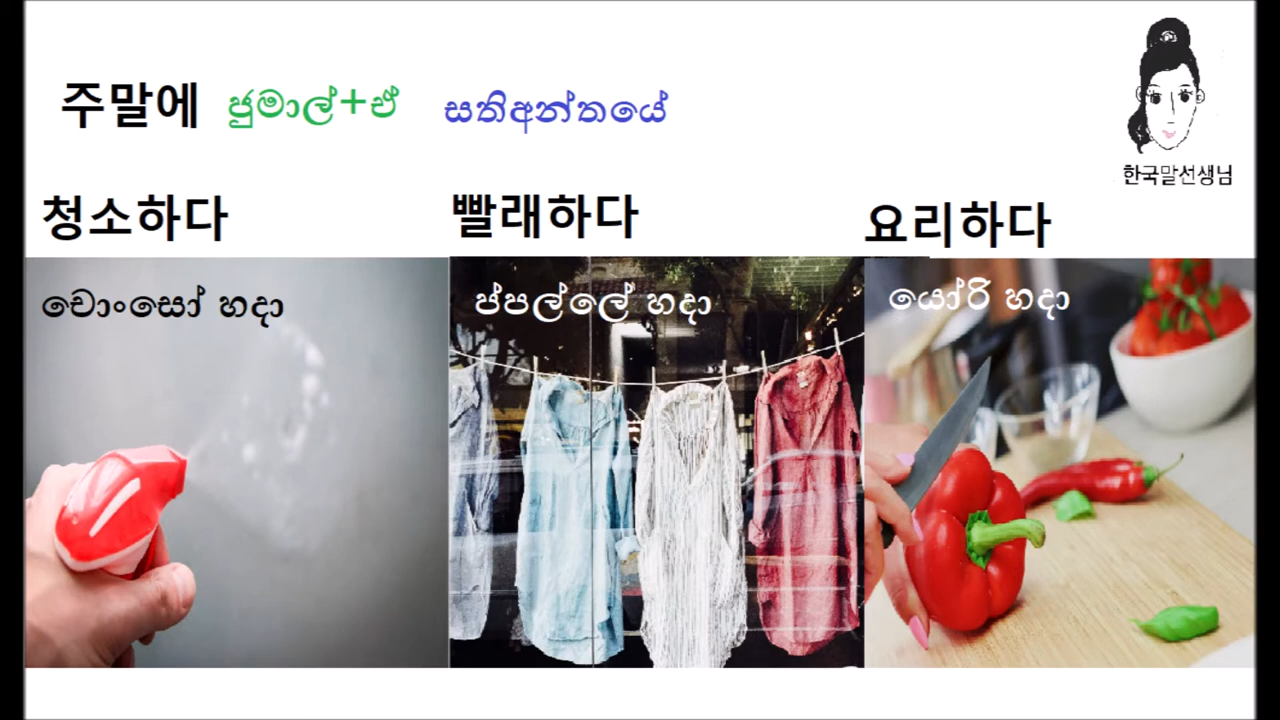 주말에 ජුමාල්+ඒ සතිඅන්තයේ
한국말선생님
청소하다 빨래하다 요리하다
චොංසෝ හදා ප්පල්ලේ හදා යෝරි හදා